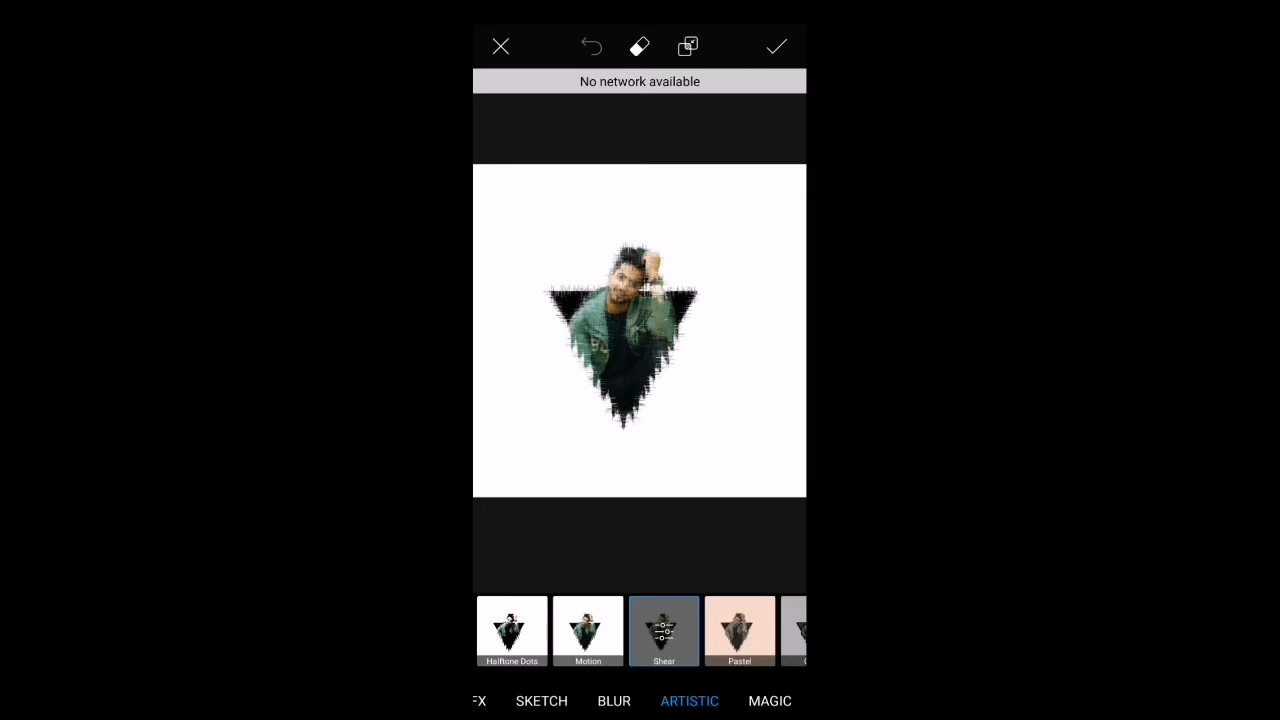 No network available
Halftone Dots
Motion
Shear
Pastel
FX
SKETCH
BLUR
ARTISTIC
MAGIC